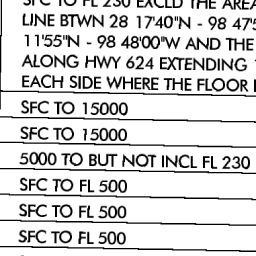 SFC TO FL 230 EXCLD THE AREA
LINE BTWN 28 17'40"N - 98 47'5
11'55"N - 98 48'00"W AND THE
ALONG HWY 624 EXTENDING
EACH SIDE WHERE THE FLOOR
SFC TO 15000
SFC TO 15000
5000 TO BUT NOT INCL FL 230
SFC TO FL 500
SFC TO FL 500
SFC TO FL 500